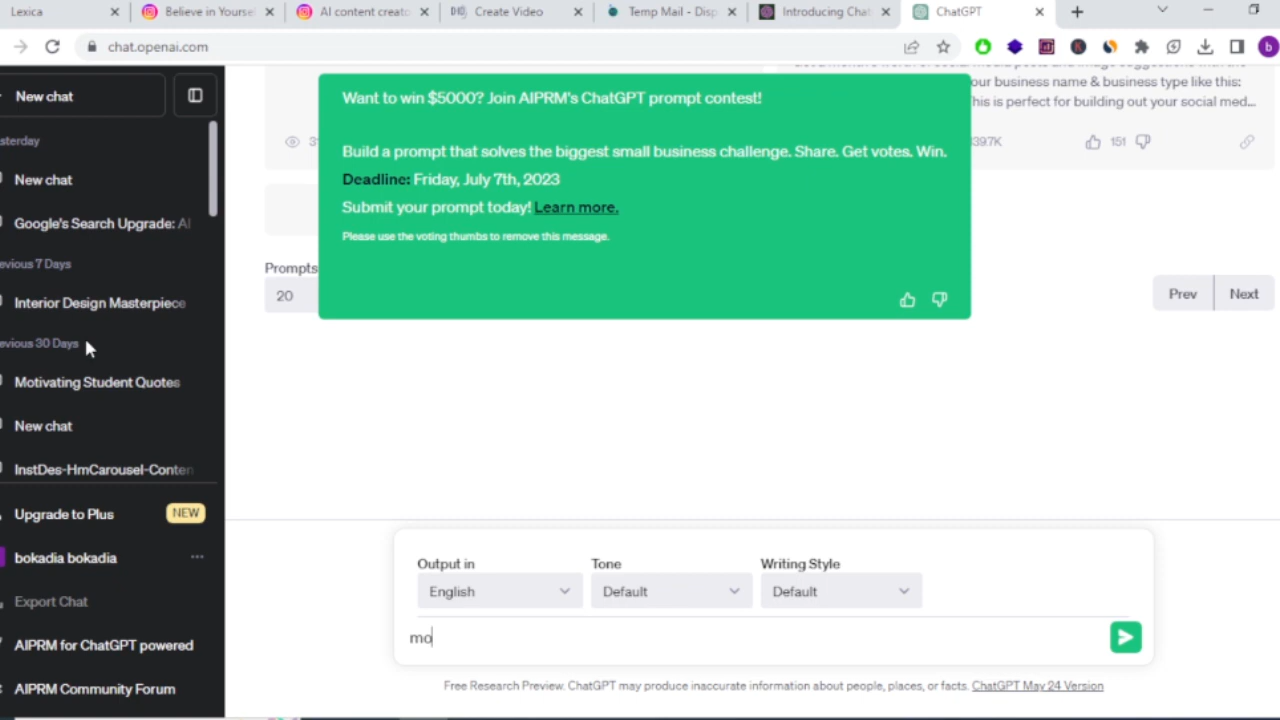 Lexica
Believe in Yourse
AI content creato
Create Video
Temp Mail - Disp
Introducing Chat
ChatGPT
chat.openai.com
b
New chat
sterday
New chat
Google's Search Upgrade: AI
evious 7 Days
Interior Design Masterpiece
evious 30 Days
Motivating Student Quotes
New chat
InstDes-HmCarousel-Conten
Upgrade to Plus
NEW
bokadia bokadia
Export Chat
AIPRM for ChatGPT powered
AIPRM Community Forum
our business name & business type like this:
his is perfect for building out your social med...
39.7K
151
Want to win $5000? Join AIPRM's ChatGPT prompt contest!
Build a prompt that solves the biggest small business challenge. Share. Get votes. Win.
Deadline: Friday, July 7th, 2023
Submit your prompt today! Learn more.
Please use the voting thumbs to remove this message.
Prompts
20
Prev
Next
Output in
Tone
Writing Style
English
Default
Default
mo
Free Research Preview. ChatGPT may produce inaccurate information about people, places, or facts. ChatGPT May 24 Version